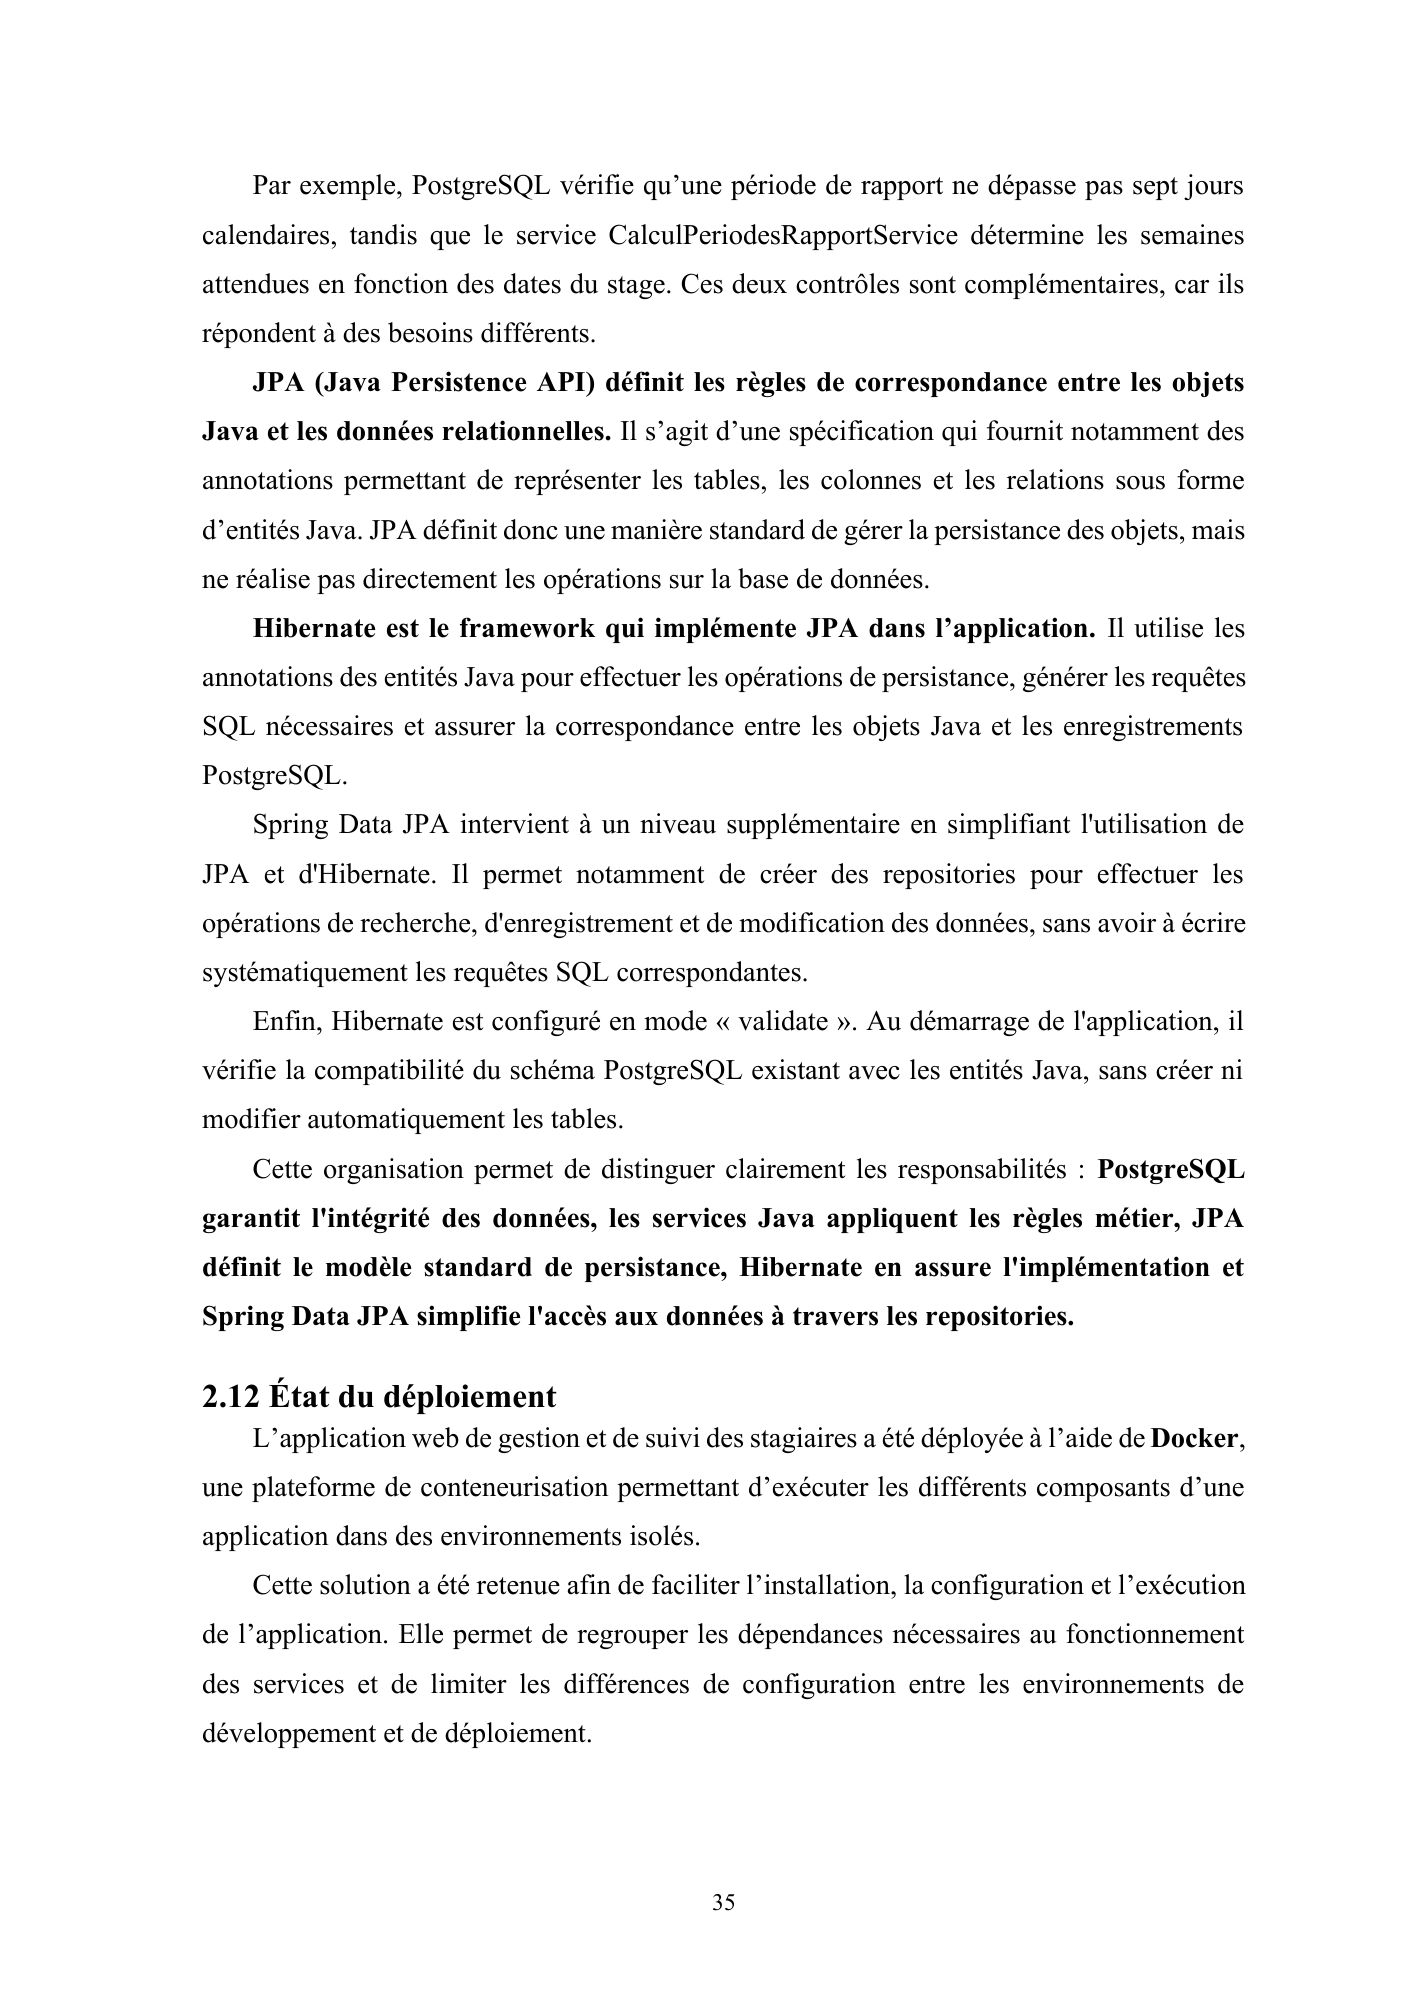 Par exemple, PostgreSQL vérifie qu’une période de rapport ne dépasse pas sept jours
calendaires, tandis que le service CalculPeriodesRapportService détermine les semaines
attendues en fonction des dates du stage. Ces deux contrôles sont complémentaires, car ils
répondent à des besoins différents.
JPA (Java Persistence API) définit les règles de correspondance entre les objets
Java et les données relationnelles. Il s’agit d’une spécification qui fournit notamment des
annotations permettant de représenter les tables, les colonnes et les relations sous forme
d’entités Java. JPA définit donc une manière standard de gérer la persistance des objets, mais
ne réalise pas directement les opérations sur la base de données.
Hibernate est le framework qui implémente JPA dans l’application. Il utilise les
annotations des entités Java pour effectuer les opérations de persistance, générer les requêtes
SQL nécessaires et assurer la correspondance entre les objets Java et les enregistrements
PostgreSQL.
Spring Data JPA intervient à un niveau supplémentaire en simplifiant l'utilisation de
JPA et d'Hibernate. Il permet notamment de créer des repositories pour effectuer les
opérations de recherche, d'enregistrement et de modification des données, sans avoir à écrire
systématiquement les requêtes SQL correspondantes.
Enfin, Hibernate est configuré en mode « validate ». Au démarrage de l'application, il
vérifie la compatibilité du schéma PostgreSQL existant avec les entités Java, sans créer ni
modifier automatiquement les tables.
Cette organisation permet de distinguer clairement les responsabilités : PostgreSQL
garantit l'intégrité des données, les services Java appliquent les règles métier, JPA
définit le modèle standard de persistance, Hibernate en assure l'implémentation et
Spring Data JPA simplifie l'accès aux données à travers les repositories.
2.12 État du déploiement
L’application web de gestion et de suivi des stagiaires a été déployée à l’aide de Docker,
une plateforme de conteneurisation permettant d’exécuter les différents composants d’une
application dans des environnements isolés.
Cette solution a été retenue afin de faciliter l’installation, la configuration et l’exécution
de l’application. Elle permet de regrouper les dépendances nécessaires au fonctionnement
des services et de limiter les différences de configuration entre les environnements de
développement et de déploiement.
35